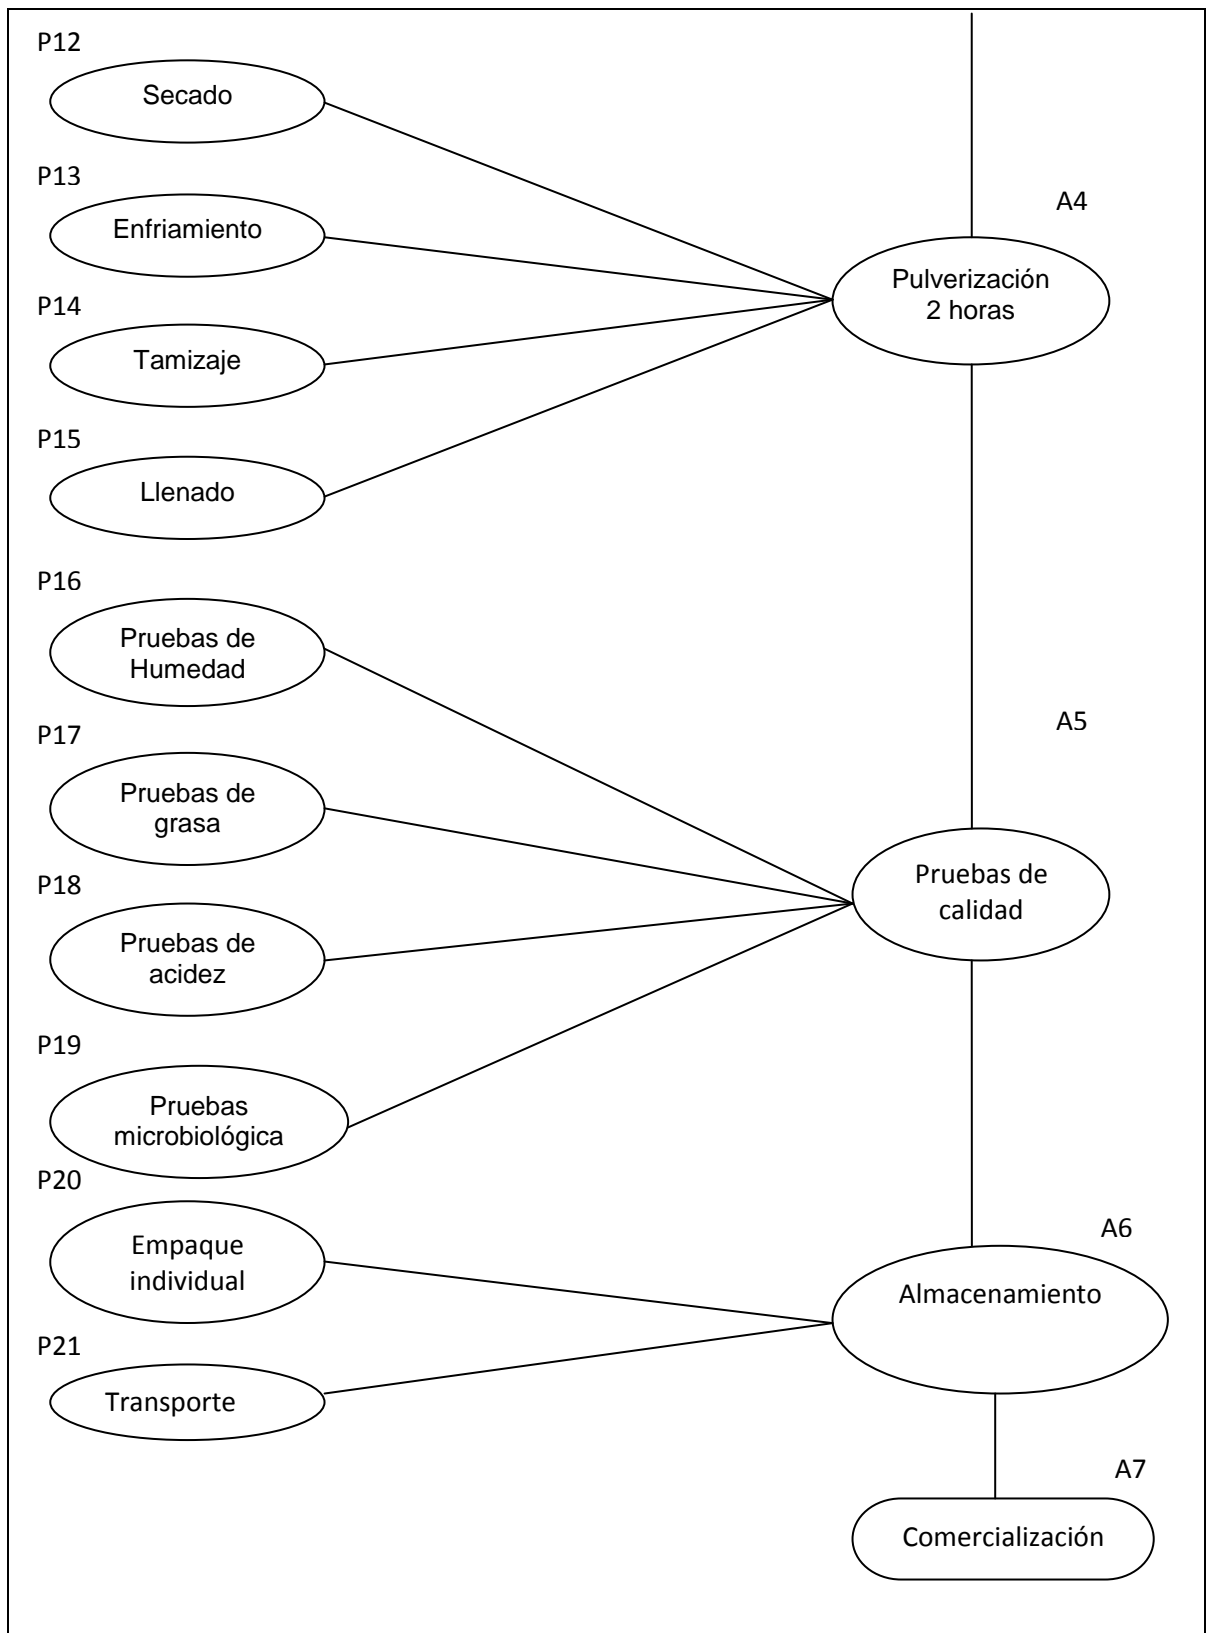 P12
Secado
P13
Enfriamiento
A4
Pulverización
2 horas
P14
Tamizaje
P15
Llenado
P16
Pruebas de
Humedad
A5
P17
Pruebas de
grasa
Pruebas de
calidad
P18
Pruebas de
acidez
P19
Pruebas
microbiológica
P20
Empaque
individual
A6
Almacenamiento
P21
Transporte
A7
Comercialización